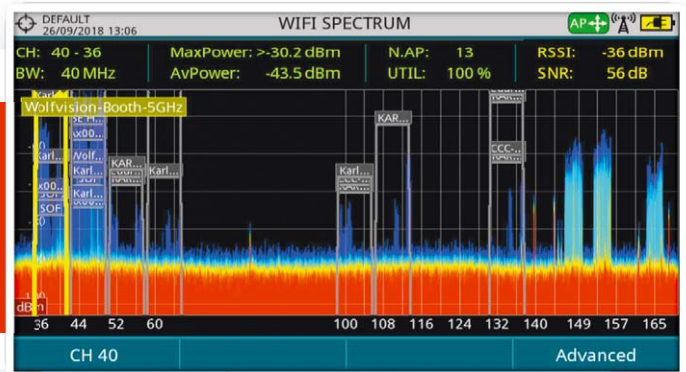 DEFAULT
26/09/2018 13:06
WIFI SPECTRUM
AP
CH: 40 - 36
MaxPower: >-30.2 dBm
N.AP: 13
RSSI: -36 dBm
BW: 40 MHz
AvPower: -43.5 dBm
UTIL: 100 %
SNR: 56 dB
Wolfvision-Booth-5GHz
KAR...
CCC-...
Karl...
Wolf...
KAR...
Karl...
Karl...
Karl...
Karl...
SOF
dBm
36 44 52 60 100 108 116 124 132 140 149 157 165
CH 40
Advanced